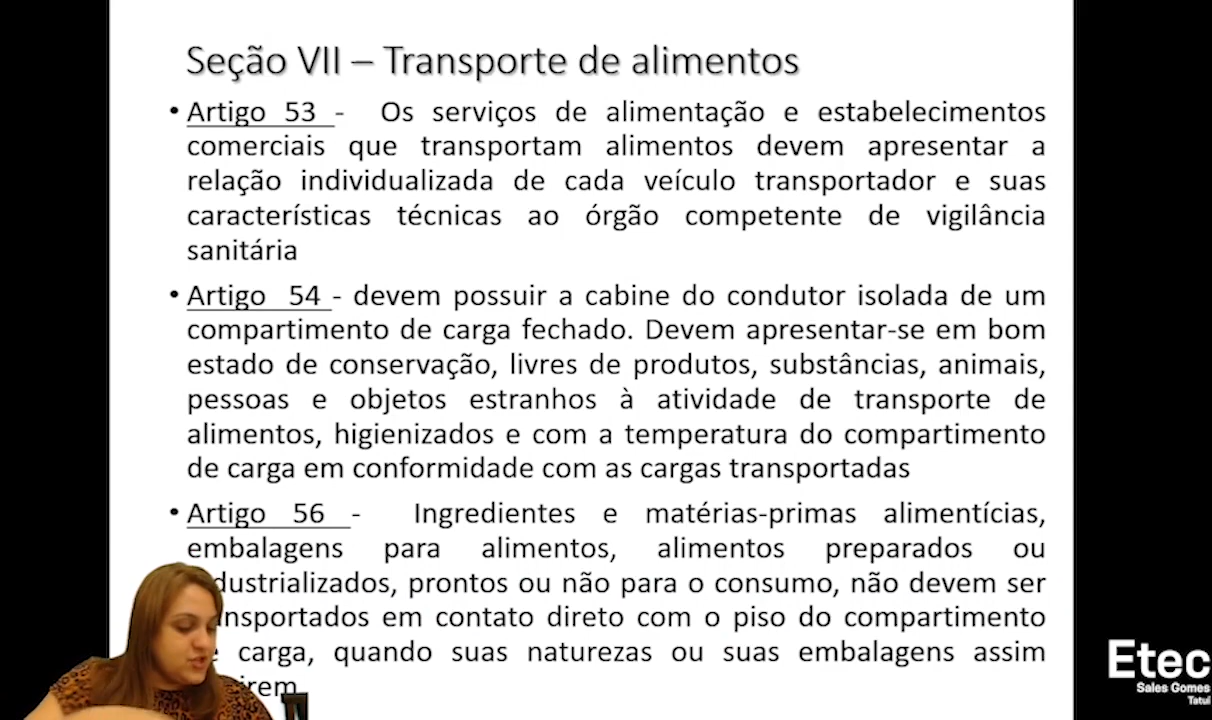 Seção VII – Transporte de alimentos
• Artigo 53 - Os serviços de alimentação e estabelecimentos
comerciais que transportam alimentos devem apresentar a
relação individualizada de cada veículo transportador e suas
características técnicas ao órgão competente de vigilância
sanitária
• Artigo 54 - devem possuir a cabine do condutor isolada de um
compartimento de carga fechado. Devem apresentar-se em bom
estado de conservação, livres de produtos, substâncias, animais,
pessoas e objetos estranhos à atividade de transporte de
alimentos, higienizados e com a temperatura do compartimento
de carga em conformidade com as cargas transportadas
• Artigo 56 - Ingredientes e matérias-primas alimentícias,
embalagens para alimentos, alimentos preparados ou
dustrializados, prontos ou não para o consumo, não devem ser
nsportados em contato direto com o piso do compartimento
carga, quando suas naturezas ou suas embalagens assim
irem
Etec
Sales Gomes
Tatuí